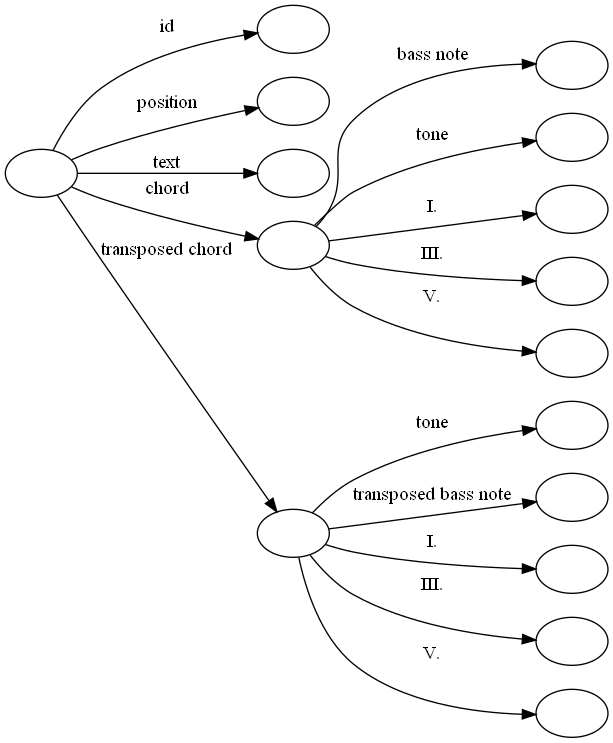 id
position
text
chord
transposed chord
bass note
tone
I.
III.
V.
tone
transposed bass note
I.
III.
V.